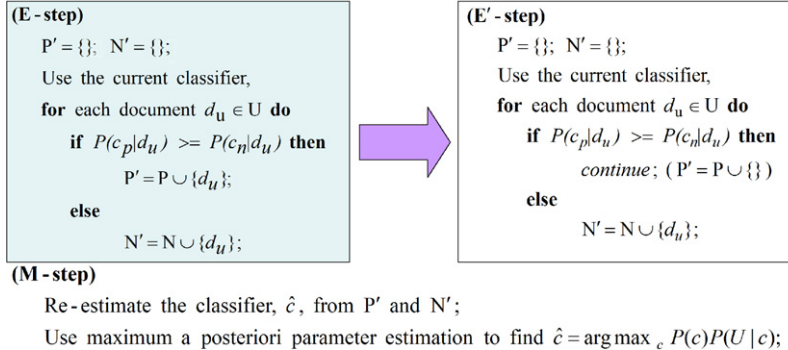 (E-step)
P′ = {}; N′ = {};
Use the current classifier,
for each document d_u ∈ U do
if P(c_p|d_u) >= P(c_n|d_u) then
P′ = P ∪ {d_u};
else
N′ = N ∪ {d_u};
(E′-step)
P′ = {}; N′ = {};
Use the current classifier,
for each document d_u ∈ U do
if P(c_p|d_u) >= P(c_n|d_u) then
continue; (P′ = P ∪ {})
else
N′ = N ∪ {d_u};
(M-step)
Re-estimate the classifier, ĉ, from P′ and N′;
Use maximum a posteriori parameter estimation to find ĉ = arg max_c P(c)P(U|c);